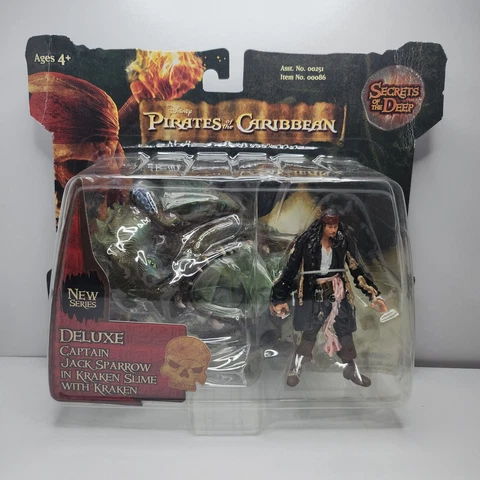 Ages 4+
Asst. No. 00251
Item No. 00086
Disney
PIRATES of the CARIBBEAN
SECRETS
OF THE
DEEP
NEW
SERIES
DELUXE
CAPTAIN
JACK SPARROW
IN KRAKEN SLIME
WITH KRAKEN